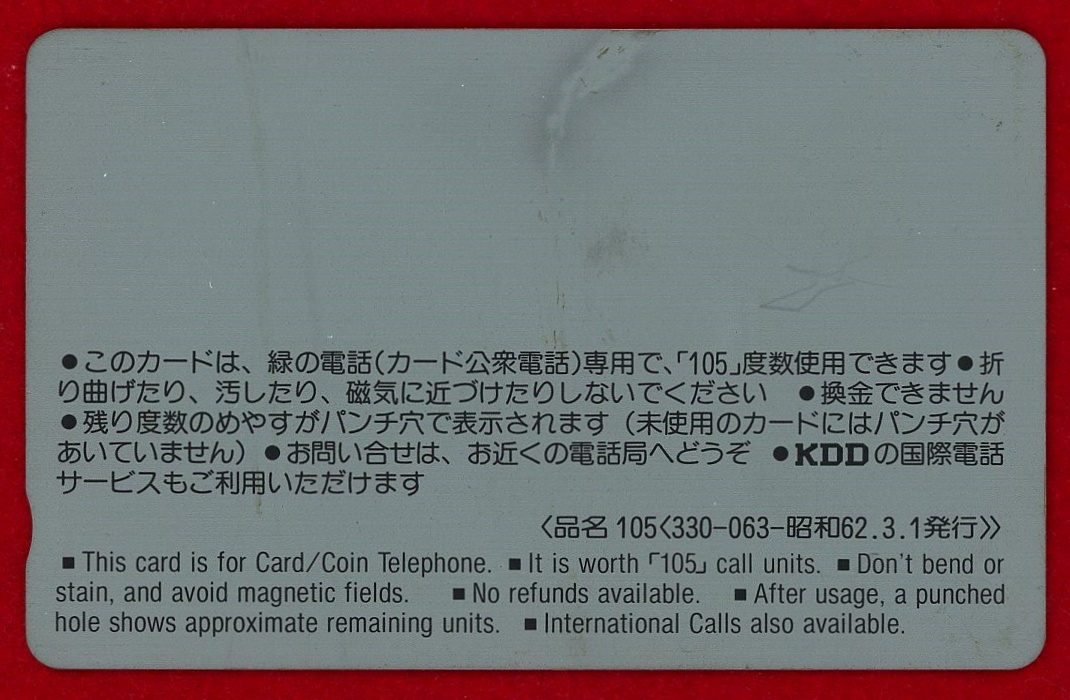 ●このカードは、緑の電話(カード公衆電話)専用で、「105」度数使用できます●折
り曲げたり、汚したり、磁気に近づけたりしないでください ●換金できません
●残り度数のめやすがパンチ穴で表示されます（未使用のカードにはパンチ穴が
あいていません）●お問い合せは、お近くの電話局へどうぞ ●KDDの国際電話
サービスもご利用いただけます
〈品名 105〈330-063-昭和62.3.1発行〉〉
■This card is for Card/Coin Telephone. ■It is worth「105」call units. ■Don't bend or
stain, and avoid magnetic fields. ■No refunds available. ■After usage, a punched
hole shows approximate remaining units. ■International Calls also available.